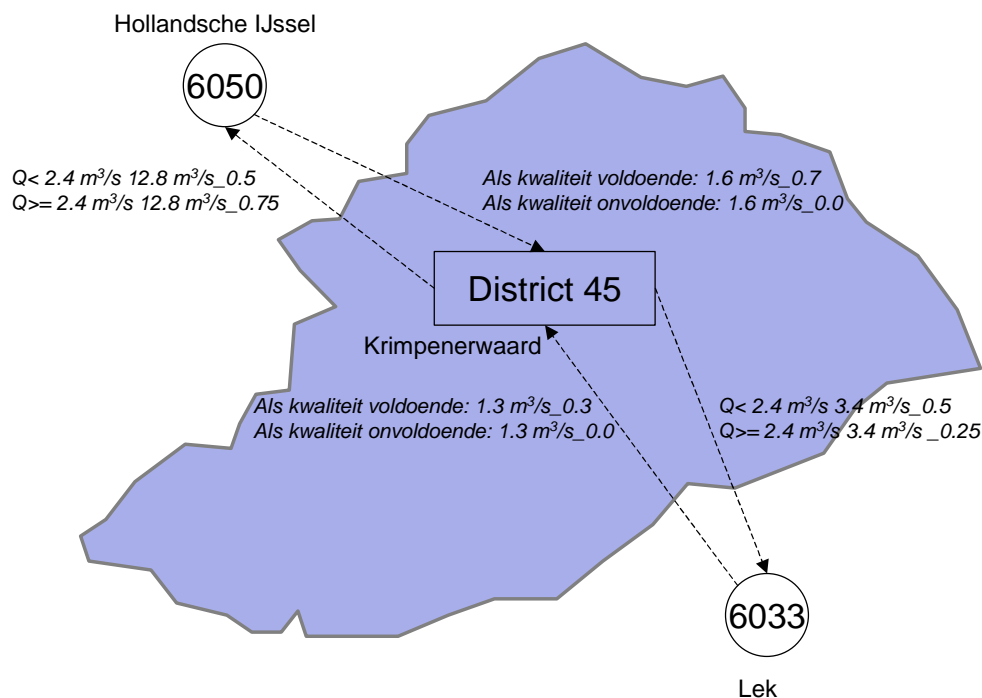 Hollandsche IJssel
6050
Q< 2.4 m³/s 12.8 m³/s_0.5
Q>= 2.4 m³/s 12.8 m³/s_0.75
Als kwaliteit voldoende: 1.6 m³/s_0.7
Als kwaliteit onvoldoende: 1.6 m³/s_0.0
District 45
Krimpenerwaard
Als kwaliteit voldoende: 1.3 m³/s_0.3
Als kwaliteit onvoldoende: 1.3 m³/s_0.0
Q< 2.4 m³/s 3.4 m³/s_0.5
Q>= 2.4 m³/s 3.4 m³/s _0.25
6033
Lek